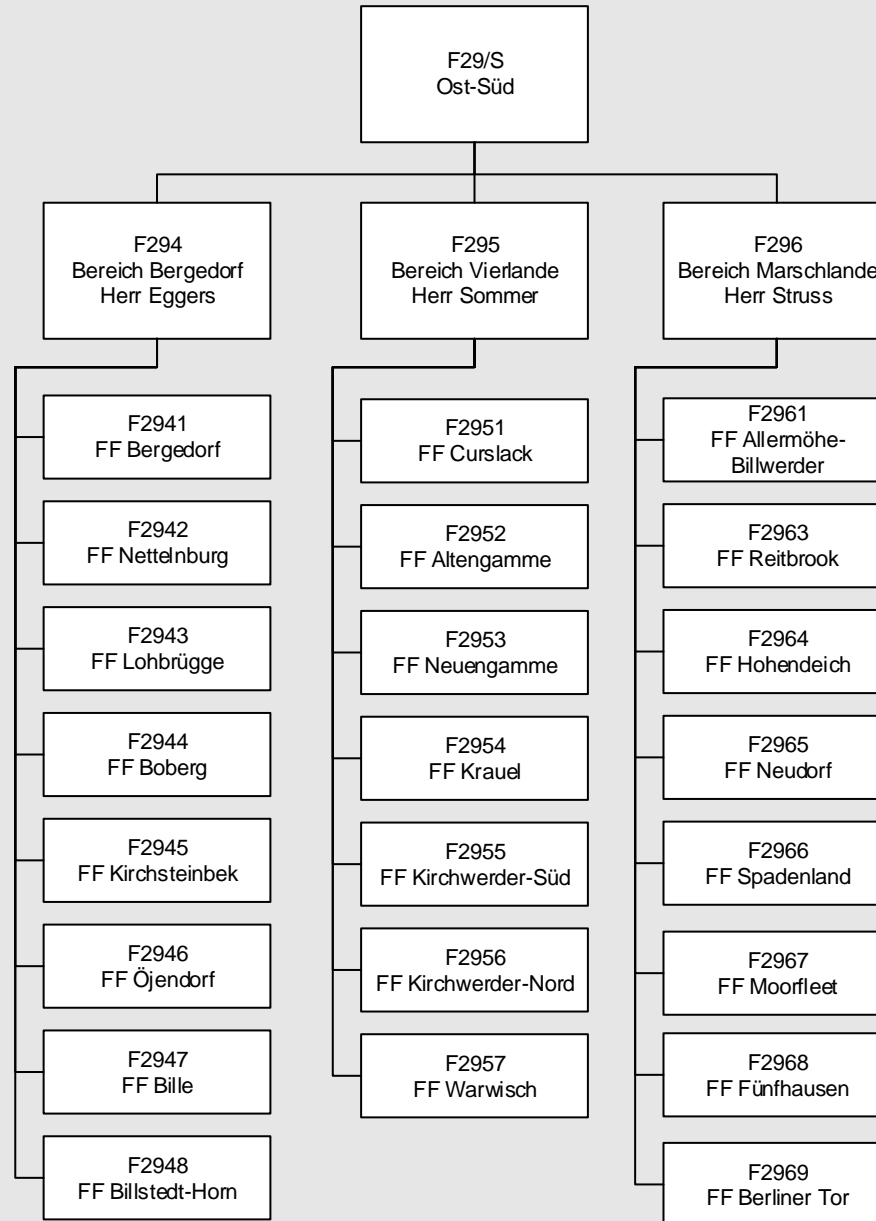 F29/S
Ost-Süd
F294
Bereich Bergedorf
Herr Eggers
F295
Bereich Vierlande
Herr Sommer
F296
Bereich Marschlande
Herr Struss
F2941
FF Bergedorf
F2942
FF Nettelnburg
F2943
FF Lohbrügge
F2944
FF Boberg
F2945
FF Kirchsteinbek
F2946
FF Öjendorf
F2947
FF Bille
F2948
FF Billstedt-Horn
F2951
FF Curslack
F2952
FF Altengamme
F2953
FF Neuengamme
F2954
FF Krauel
F2955
FF Kirchwerder-Süd
F2956
FF Kirchwerder-Nord
F2957
FF Warwisch
F2961
FF Allermöhe-
Billwerder
F2963
FF Reitbrook
F2964
FF Hohendeich
F2965
FF Neudorf
F2966
FF Spadenland
F2967
FF Moorfleet
F2968
FF Fünfhausen
F2969
FF Berliner Tor